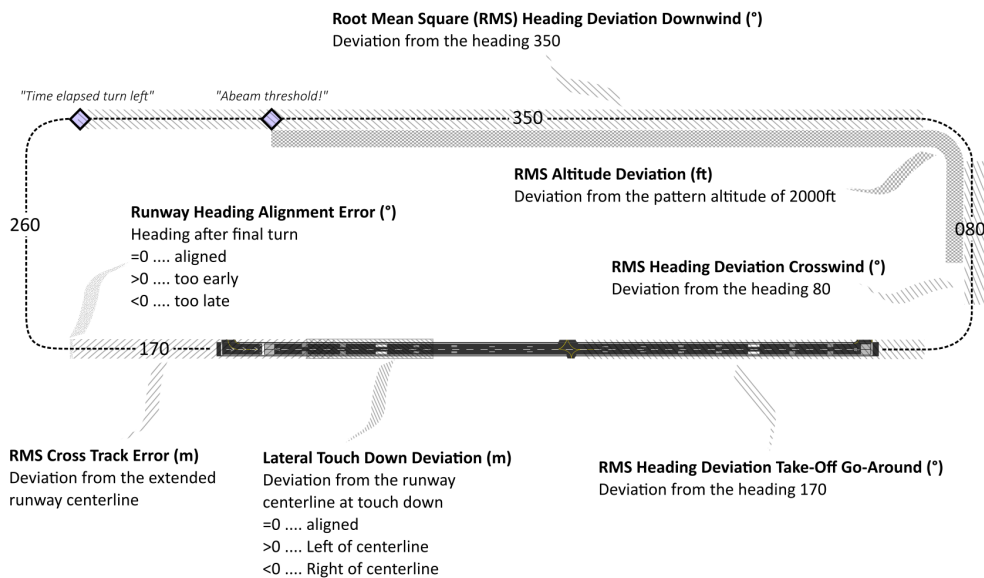 Root Mean Square (RMS) Heading Deviation Downwind (°)
Deviation from the heading 350
"Time elapsed turn left"
"Abeam threshold!"
350
RMS Altitude Deviation (ft)
Deviation from the pattern altitude of 2000ft
Runway Heading Alignment Error (°)
Heading after final turn
=0 .... aligned
>0 .... too early
<0 .... too late
260
080
RMS Heading Deviation Crosswind (°)
Deviation from the heading 80
170
RMS Cross Track Error (m)
Deviation from the extended
runway centerline
Lateral Touch Down Deviation (m)
Deviation from the runway
centerline at touch down
=0 .... aligned
>0 .... Left of centerline
<0 .... Right of centerline
RMS Heading Deviation Take-Off Go-Around (°)
Deviation from the heading 170